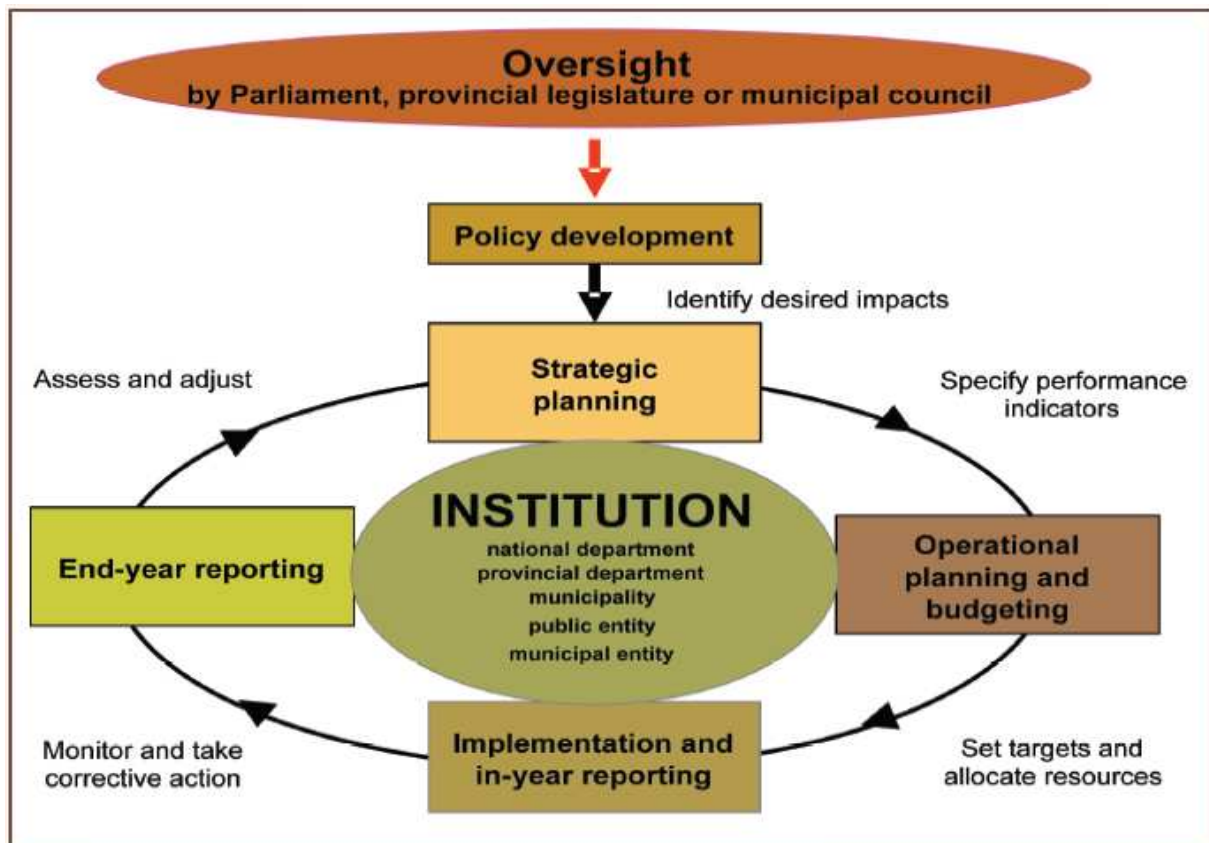 Oversight
by Parliament, provincial legislature or municipal council
Policy development
Identify desired impacts
Strategic
planning
Assess and adjust
Specify performance
indicators
INSTITUTION
national department
provincial department
municipality
public entity
municipal entity
End-year reporting
Operational
planning and
budgeting
Implementation and
in-year reporting
Monitor and take
corrective action
Set targets and
allocate resources